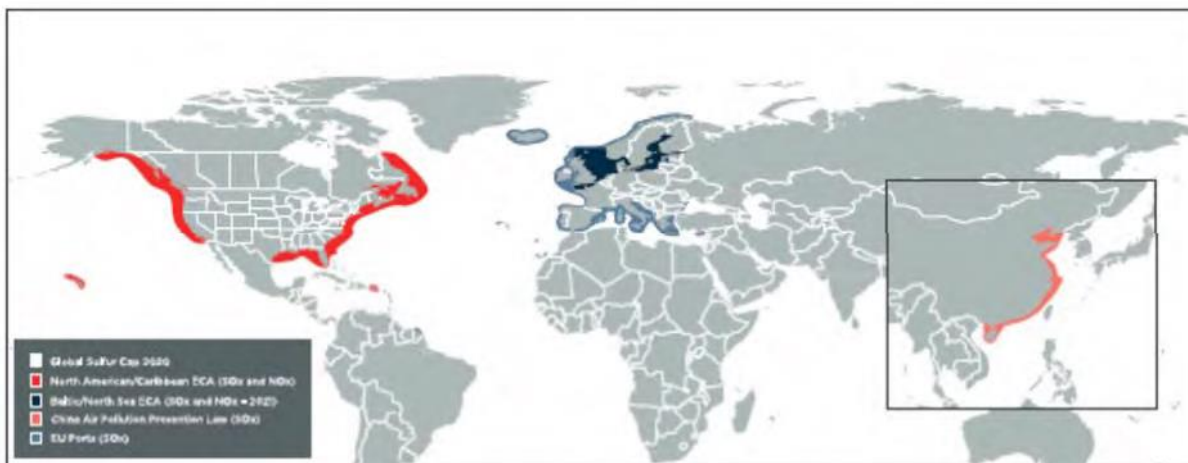 Global Sulfur Cap 2020
North American/Caribbean ECA (SOx and NOx)
Baltic/North Sea ECA (SOx and NOx – 2021)
China Air Pollution Prevention Law (SOx)
EU Ports (SOx)